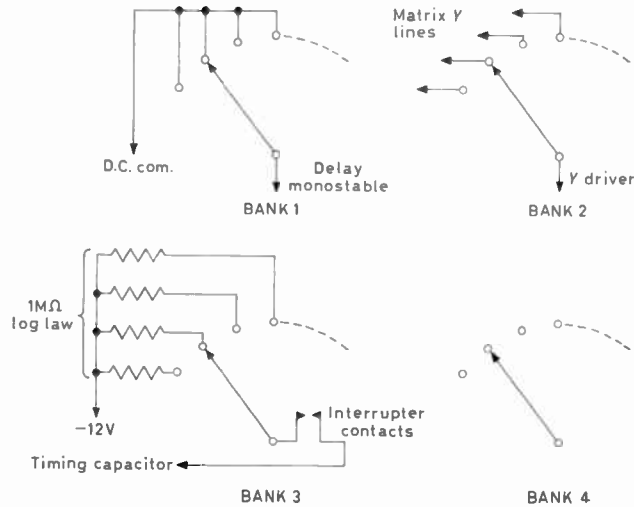 D.C. com.
Delay
monostable
BANK 1
Matrix Y
lines
Y driver
BANK 2
1MΩ
log law
-12V
Interrupter
contacts
Timing capacitor
BANK 3
BANK 4